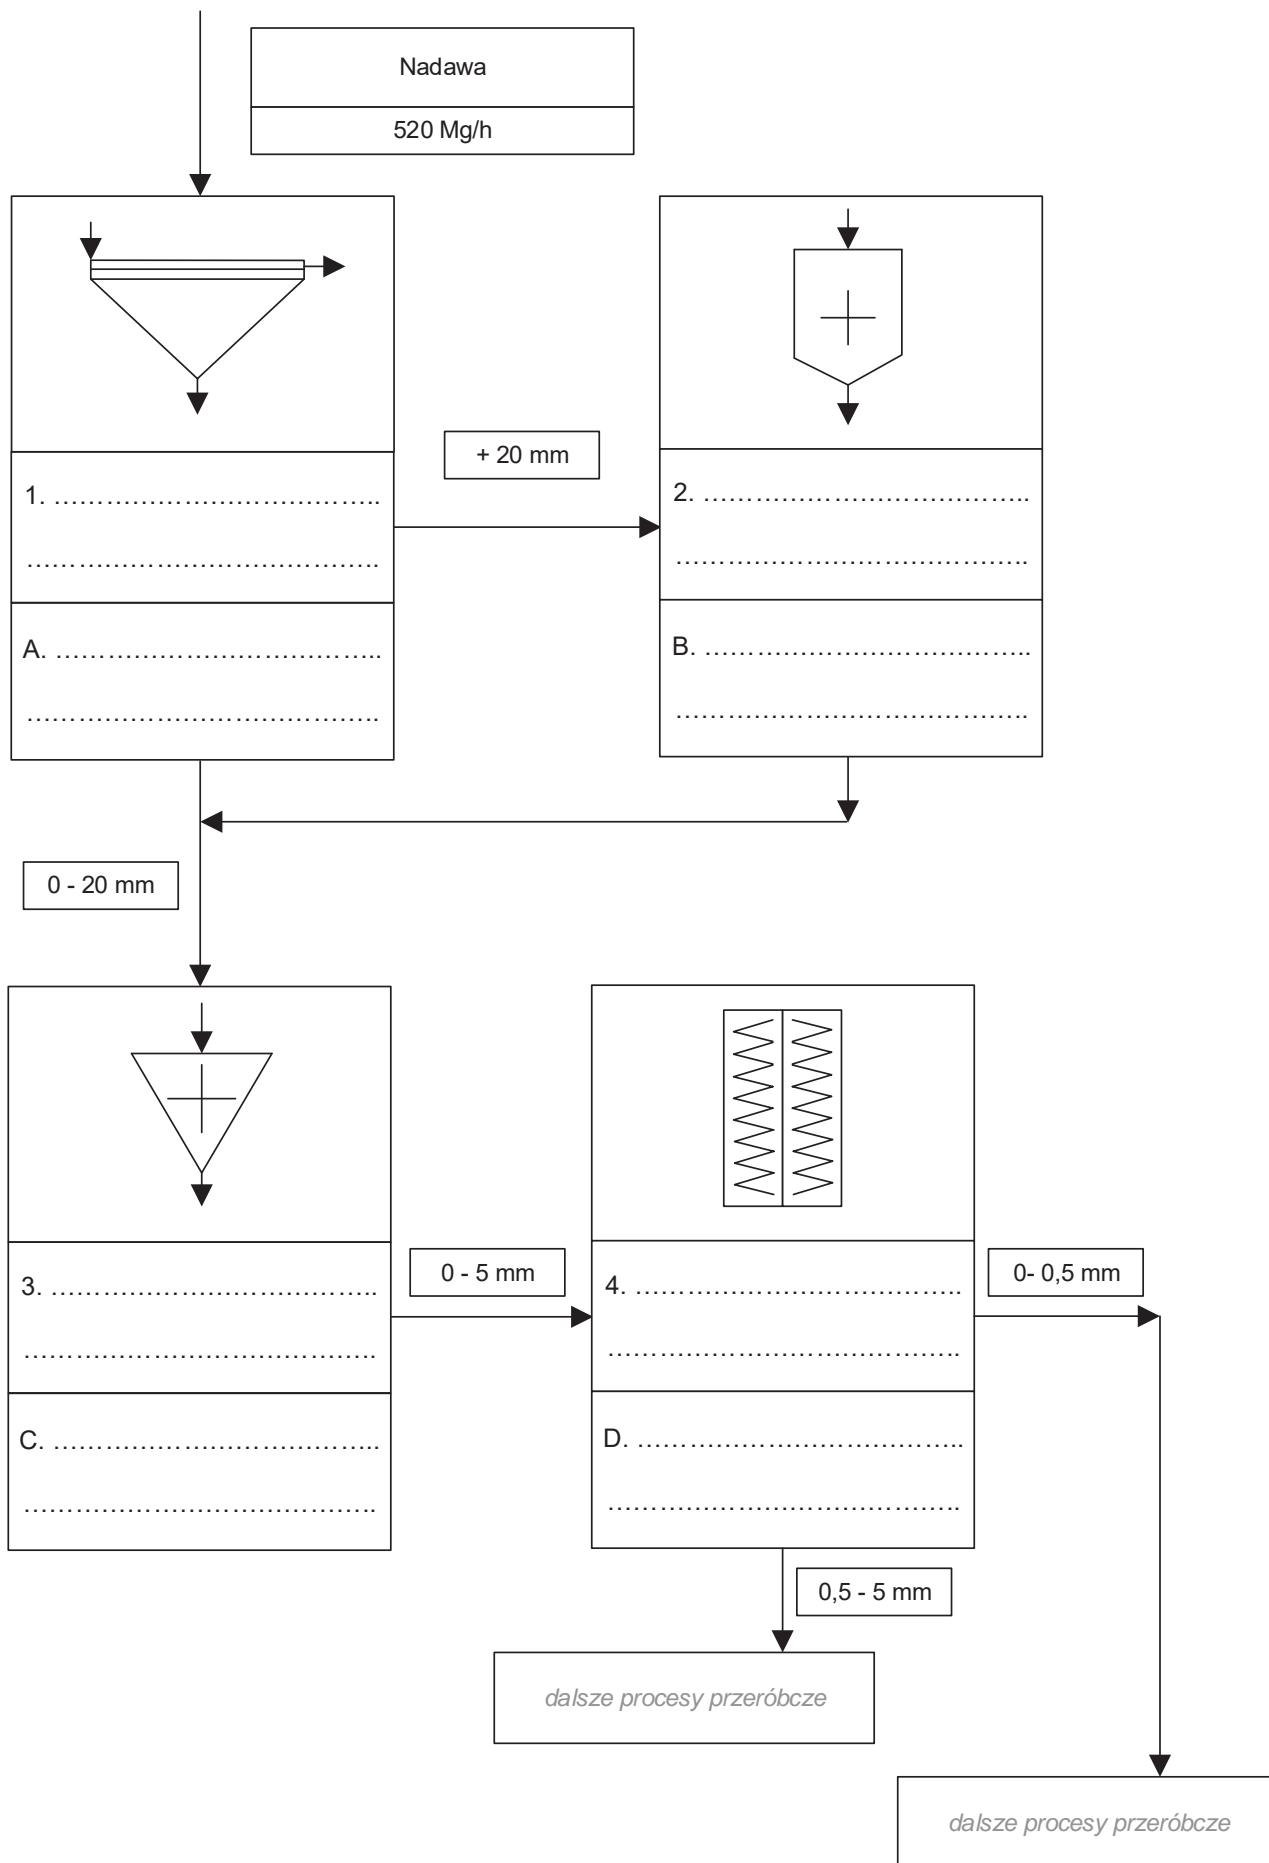 Nadawa
520 Mg/h
+ 20 mm
1. ……………………………………..
……………………………………..
2. ……………………………………..
……………………………………..
A. ……………………………………..
……………………………………..
B. ……………………………………..
……………………………………..
0 - 20 mm
3. ……………………………………..
……………………………………..
0 - 5 mm
4. ……………………………………..
……………………………………..
0- 0,5 mm
C. ……………………………………..
……………………………………..
D. ……………………………………..
……………………………………..
0,5 - 5 mm
dalsze procesy przeróbcze
dalsze procesy przeróbcze